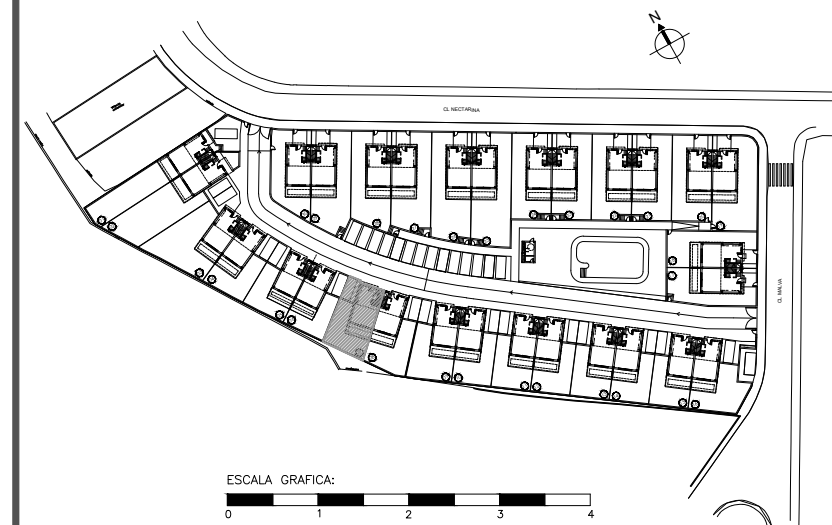 N
CL NECTARINA
CL MALVA
ESCALA GRAFICA:
0 1 2 3 4